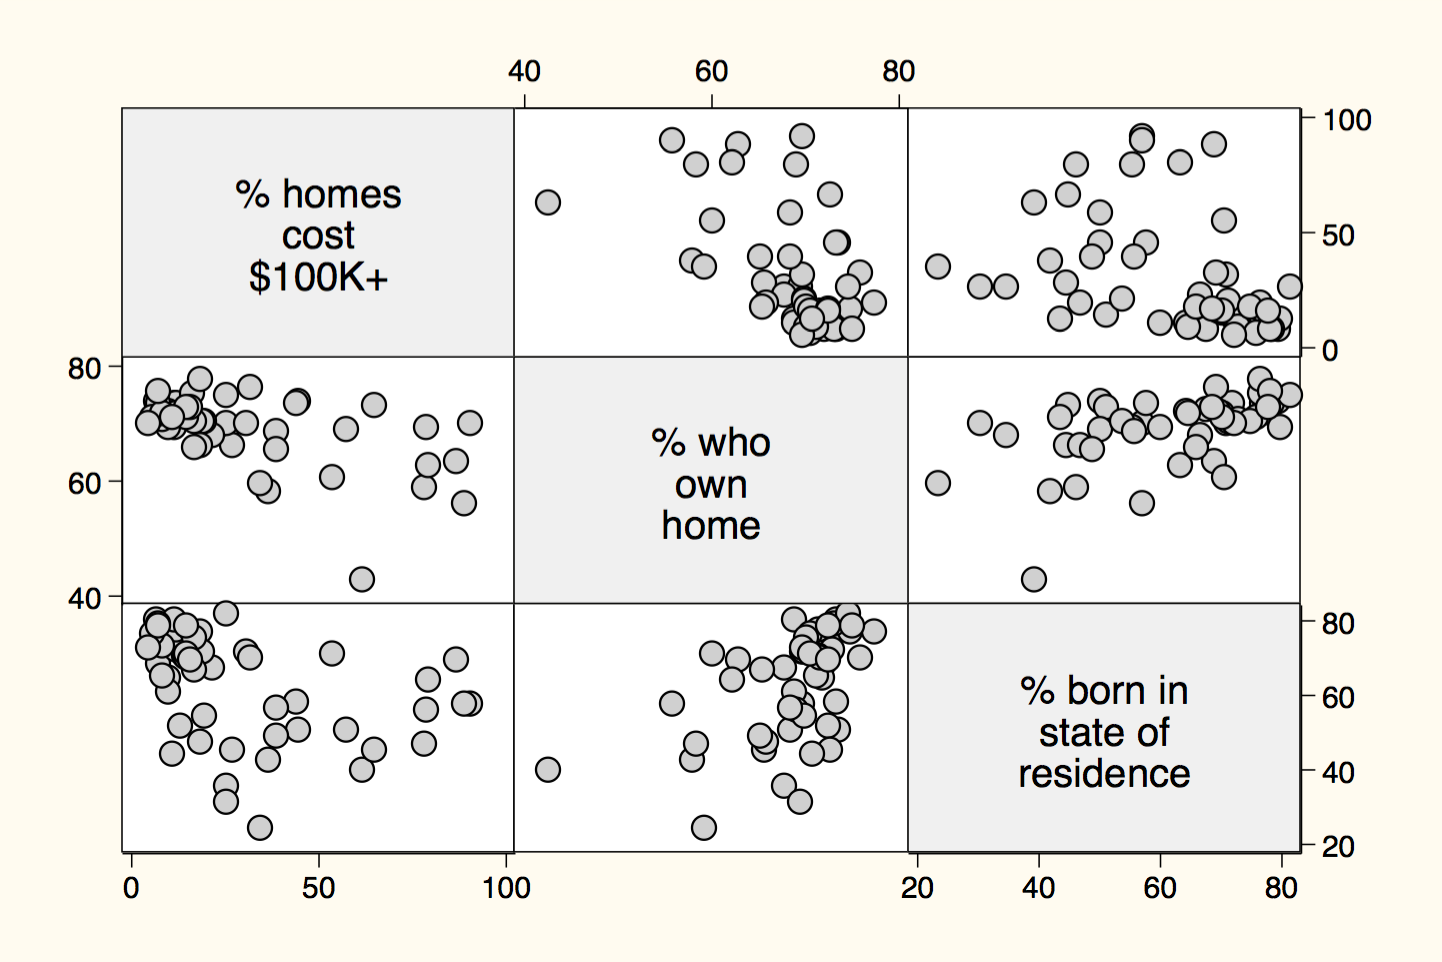 40 60 80
% homes
cost
$100K+
100
50
0
80
60
40
% who
own
home
% born in
state of
residence
80
60
40
20
0 50 100 20 40 60 80